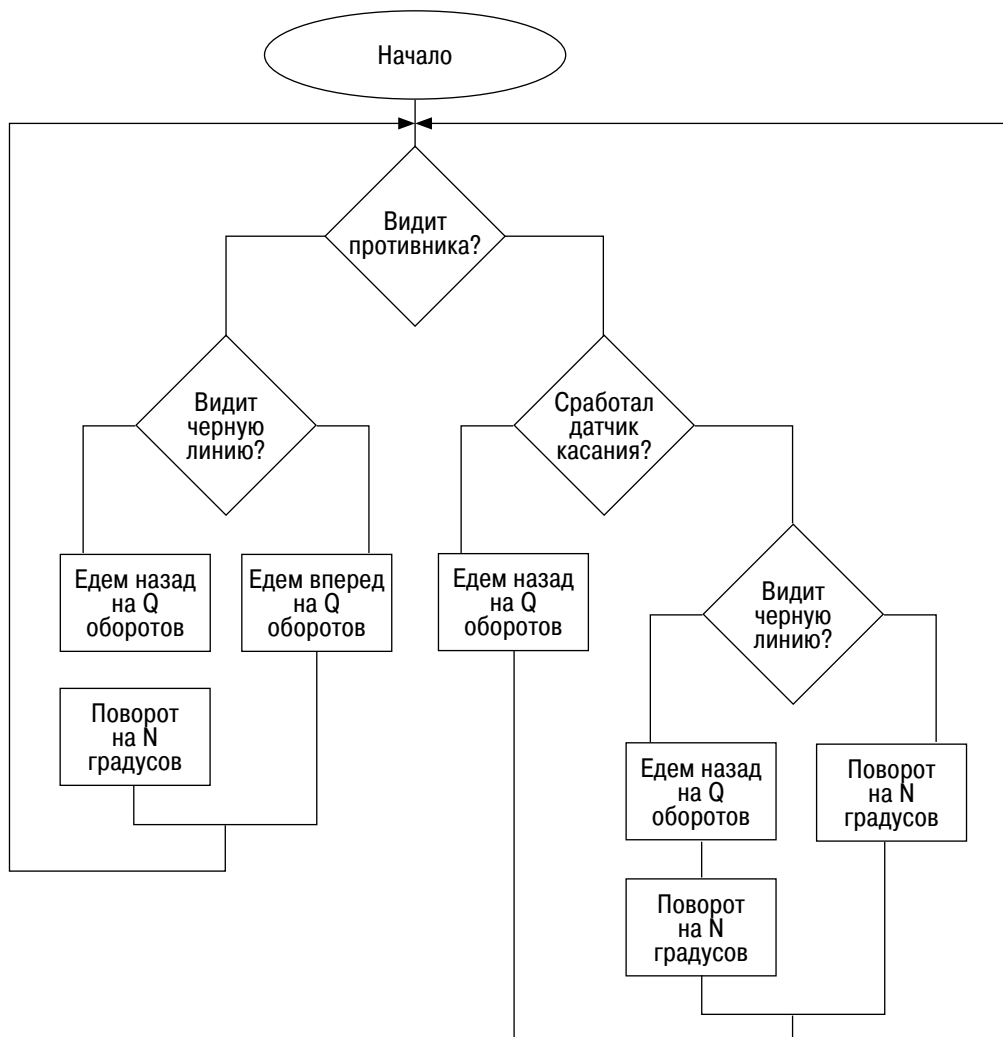 Начало
Видит
противника?
Видит
черную
линию?
Сработал
датчик
касания?
Едем назад
на Q
оборотов
Едем вперед
на Q
оборотов
Едем назад
на Q
оборотов
Видит
черную
линию?
Поворот
на N
градусов
Едем назад
на Q
оборотов
Поворот
на N
градусов
Поворот
на N
градусов